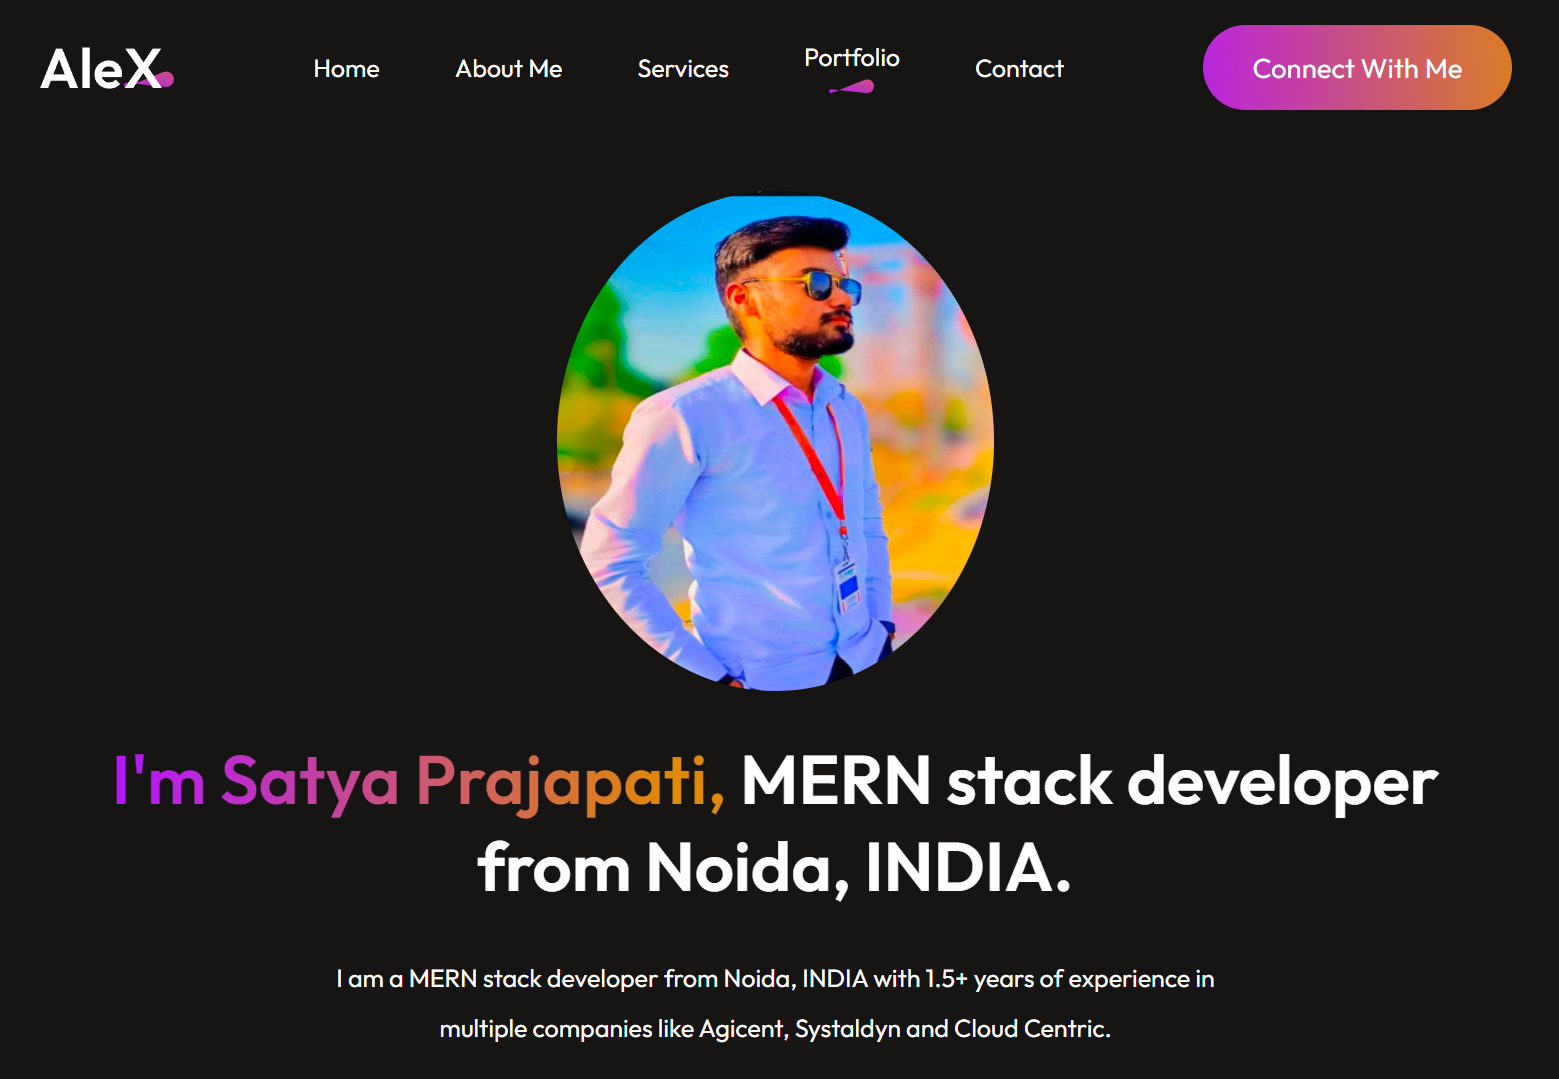 AleX
Home
About Me
Services
Portfolio
Contact
Connect With Me
I'm Satya Prajapati, MERN stack developer
from Noida, INDIA.
I am a MERN stack developer from Noida, INDIA with 1.5+ years of experience in
multiple companies like Agicent, Systaldyn and Cloud Centric.